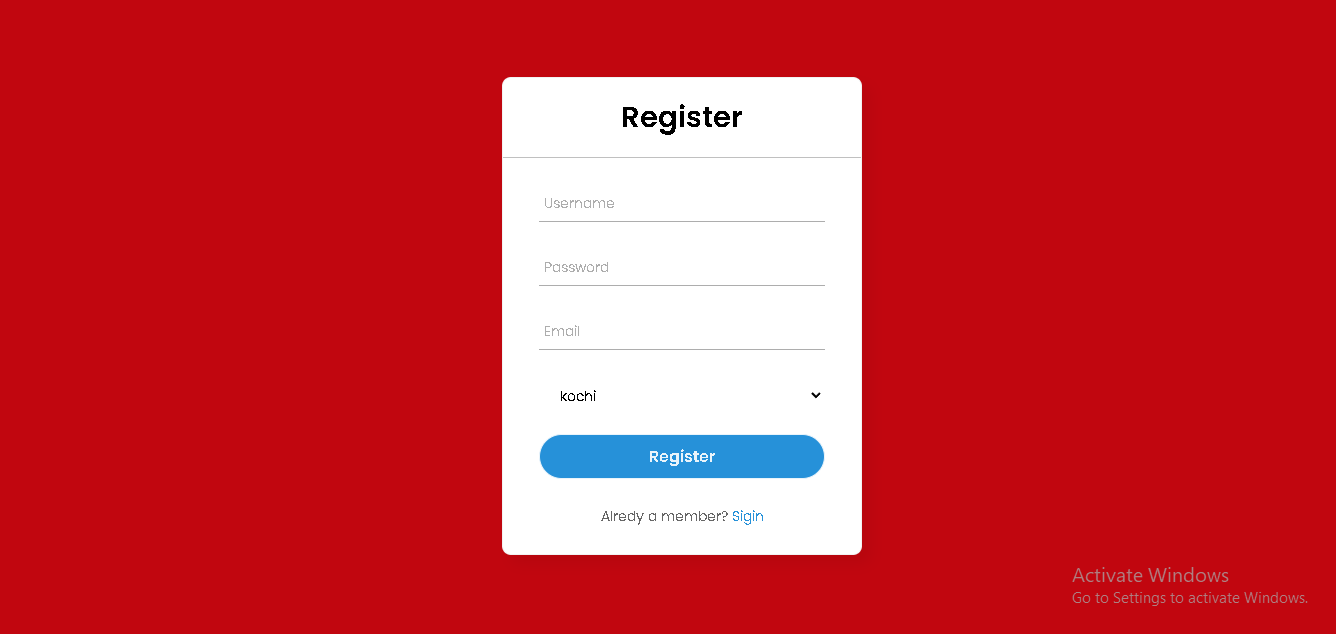 Register
Username
Password
Email
kochi
Register
Alredy a member? Sigin
Activate Windows
Go to Settings to activate Windows.